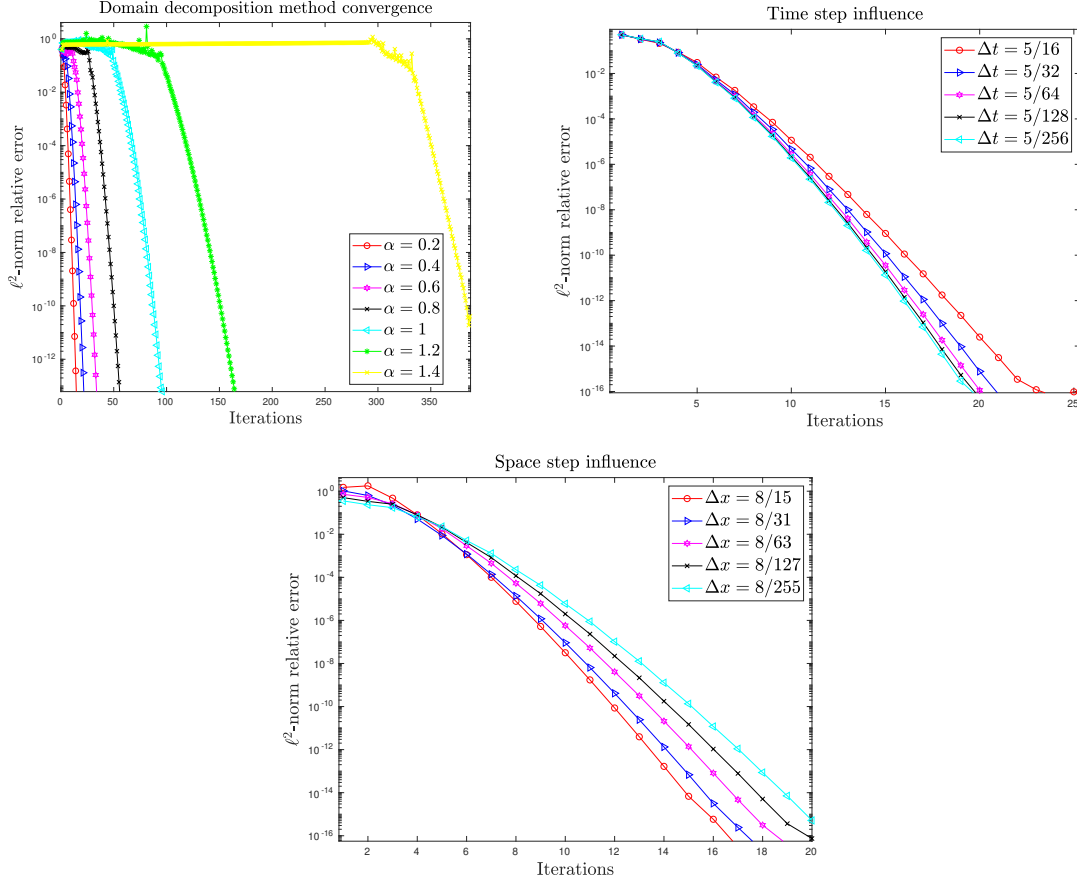 Domain decomposition method convergence
10^0
10^-2
10^-4
10^-6
10^-8
10^-10
10^-12
ℓ²-norm relative error
0
50
100
150
200
250
300
350
Iterations
α = 0.2
α = 0.4
α = 0.6
α = 0.8
α = 1
α = 1.2
α = 1.4
Time step influence
10^-2
10^-4
10^-6
10^-8
10^-10
10^-12
10^-14
10^-16
ℓ²-norm relative error
5
10
15
20
25
Iterations
Δt = 5/16
Δt = 5/32
Δt = 5/64
Δt = 5/128
Δt = 5/256
Space step influence
10^0
10^-2
10^-4
10^-6
10^-8
10^-10
10^-12
10^-14
10^-16
ℓ²-norm relative error
2
4
6
8
10
12
14
16
18
20
Iterations
Δx = 8/15
Δx = 8/31
Δx = 8/63
Δx = 8/127
Δx = 8/255